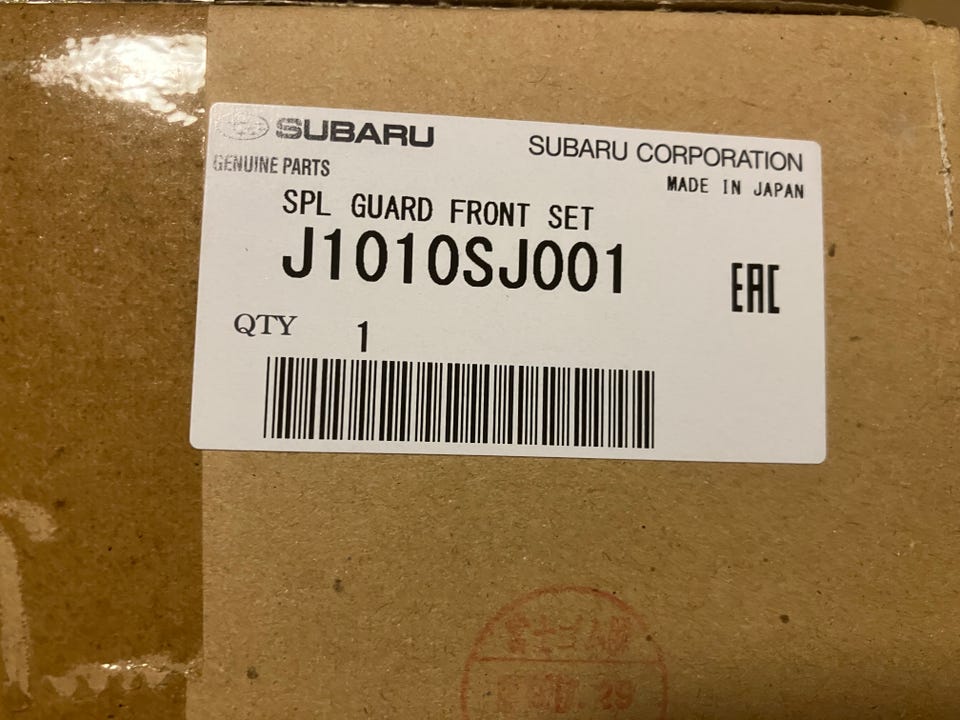 SUBARU
SUBARU CORPORATION
GENUINE PARTS
MADE IN JAPAN
SPL GUARD FRONT SET
J1010SJ001
EAC
QTY 1